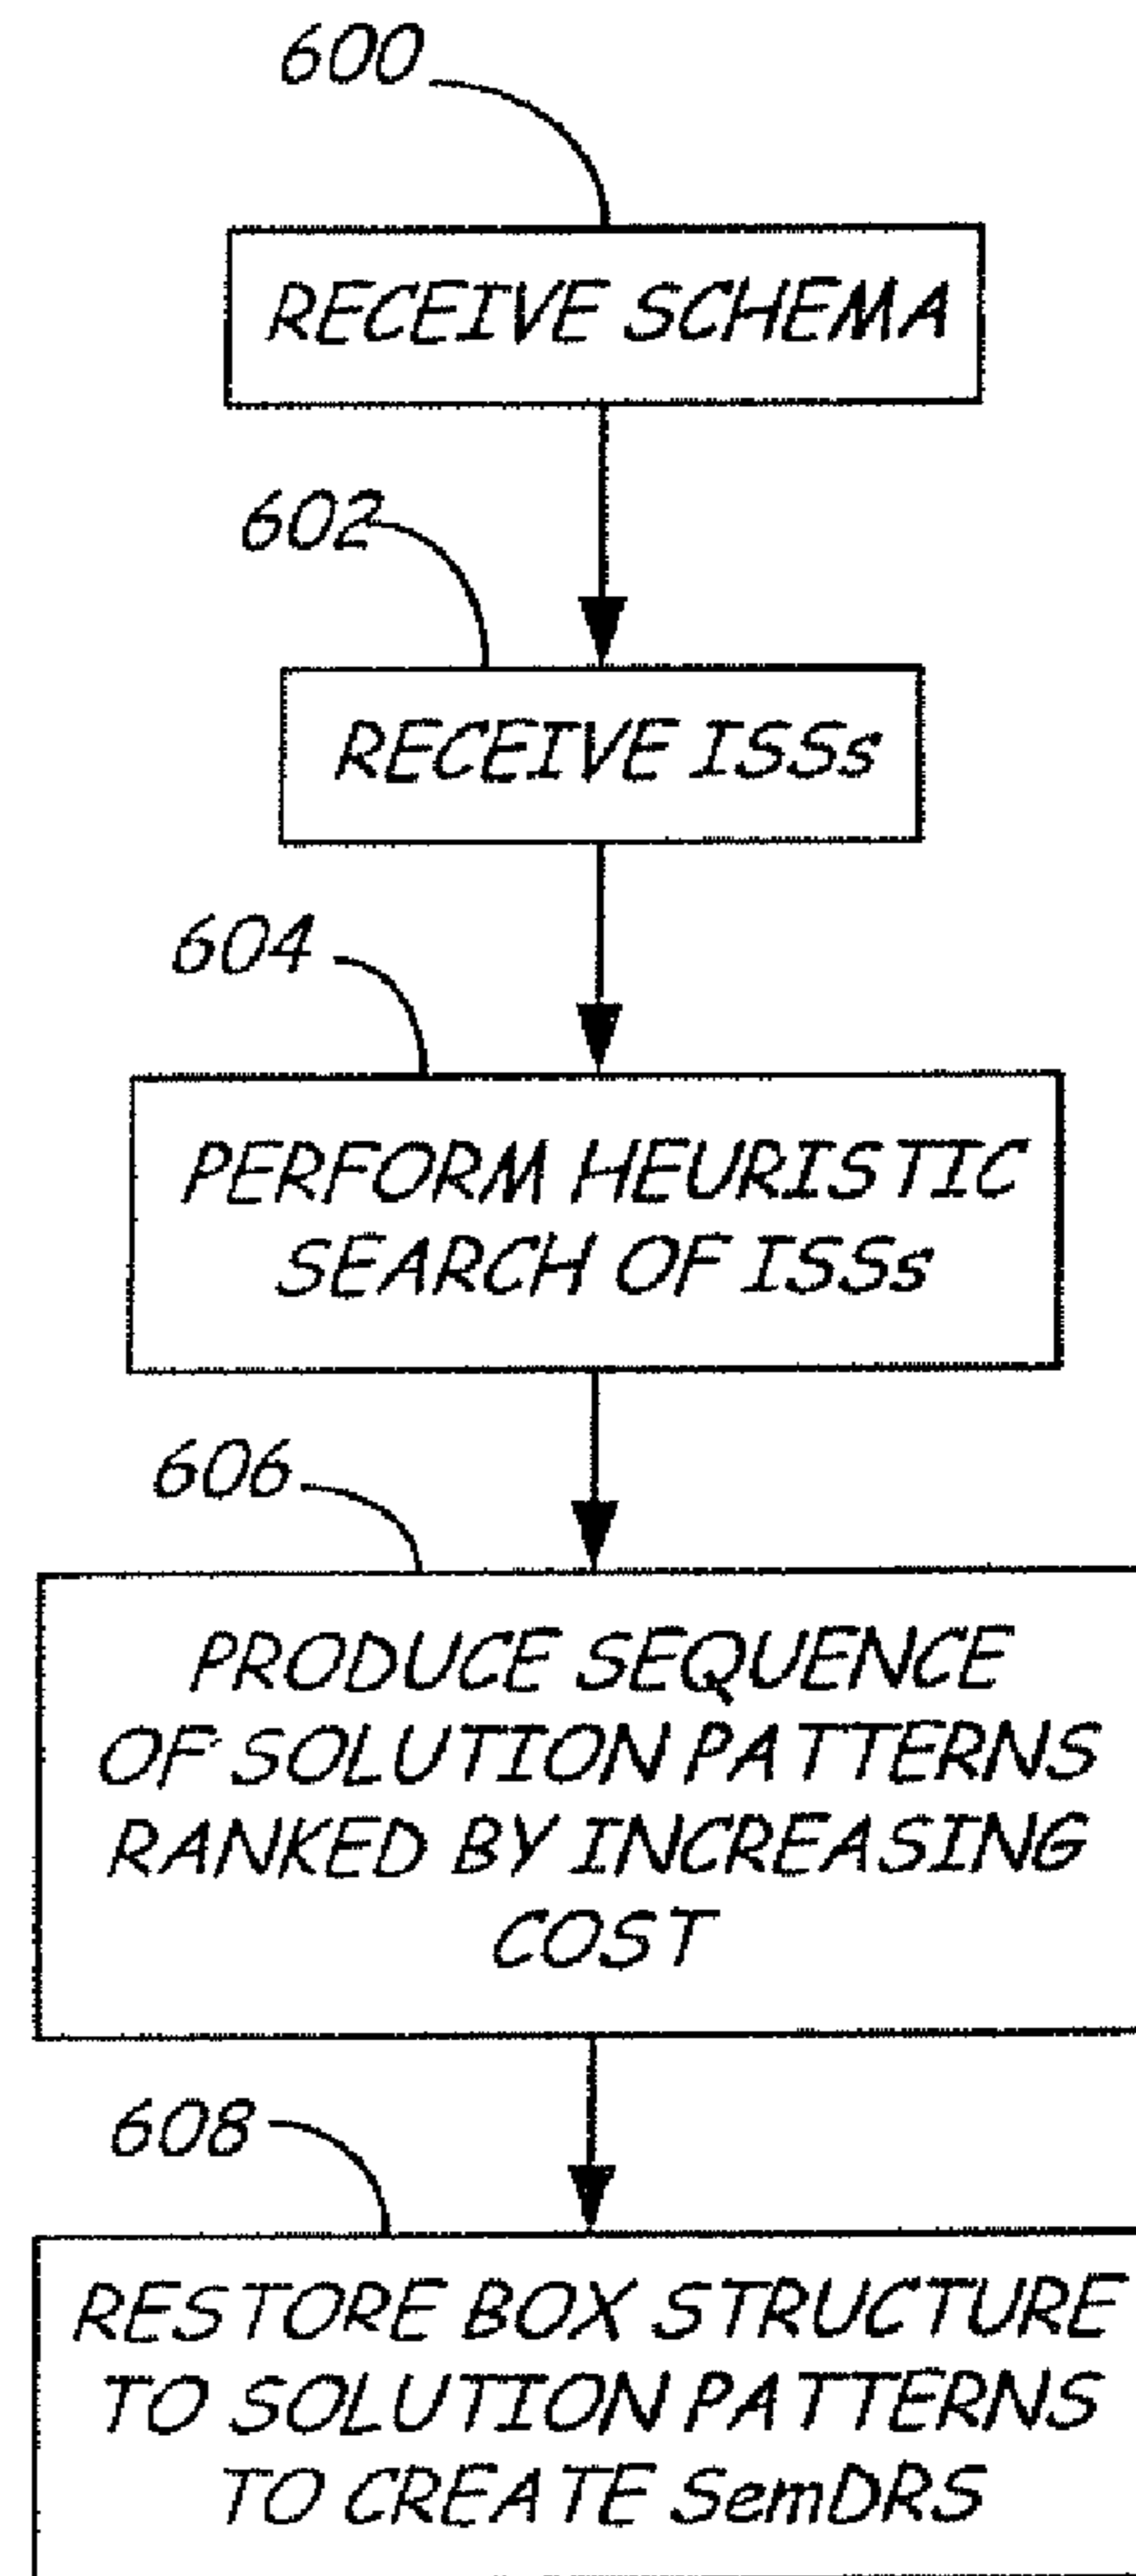 600
RECEIVE SCHEMA
602
RECEIVE ISSs
604
PERFORM HEURISTIC
SEARCH OF ISSs
606
PRODUCE SEQUENCE
OF SOLUTION PATTERNS
RANKED BY INCREASING
COST
608
RESTORE BOX STRUCTURE
TO SOLUTION PATTERNS
TO CREATE SemDRS